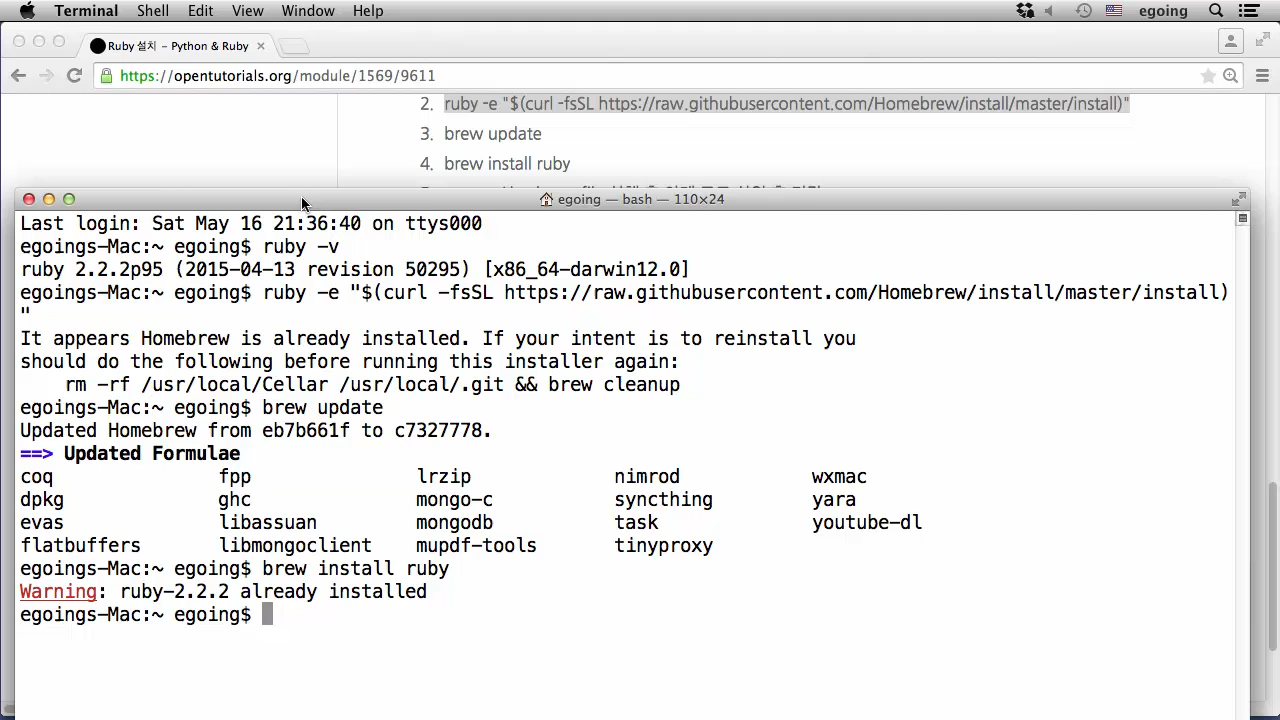 Terminal Shell Edit View Window Help egoing
Ruby 설치 - Python & Ruby
https://opentutorials.org/module/1569/9611
2. ruby -e "$(curl -fsSL https://raw.githubusercontent.com/Homebrew/install/master/install)"
3. brew update
4. brew install ruby
egoing — bash — 110×24
Last login: Sat May 16 21:36:40 on ttys000
egoings-Mac:~ egoing$ ruby -v
ruby 2.2.2p95 (2015-04-13 revision 50295) [x86_64-darwin12.0]
egoings-Mac:~ egoing$ ruby -e "$(curl -fsSL https://raw.githubusercontent.com/Homebrew/install/master/install)
"
It appears Homebrew is already installed. If your intent is to reinstall you
should do the following before running this installer again:
rm -rf /usr/local/Cellar /usr/local/.git && brew cleanup
egoings-Mac:~ egoing$ brew update
Updated Homebrew from eb7b661f to c7327778.
==> Updated Formulae
coq fpp lrzip nimrod wxmac
dpkg ghc mongo-c syncthing yara
evas libassuan mongodb task youtube-dl
flatbuffers libmongoclient mupdf-tools tinyproxy
egoings-Mac:~ egoing$ brew install ruby
Warning: ruby-2.2.2 already installed
egoings-Mac:~ egoing$